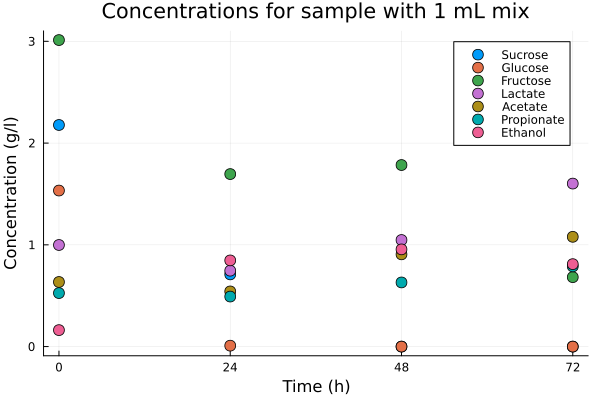 Concentrations for sample with 1 mL mix
Concentration (g/l)
3
2
1
0
Sucrose
Glucose
Fructose
Lactate
Acetate
Propionate
Ethanol
0 24 48 72
Time (h)